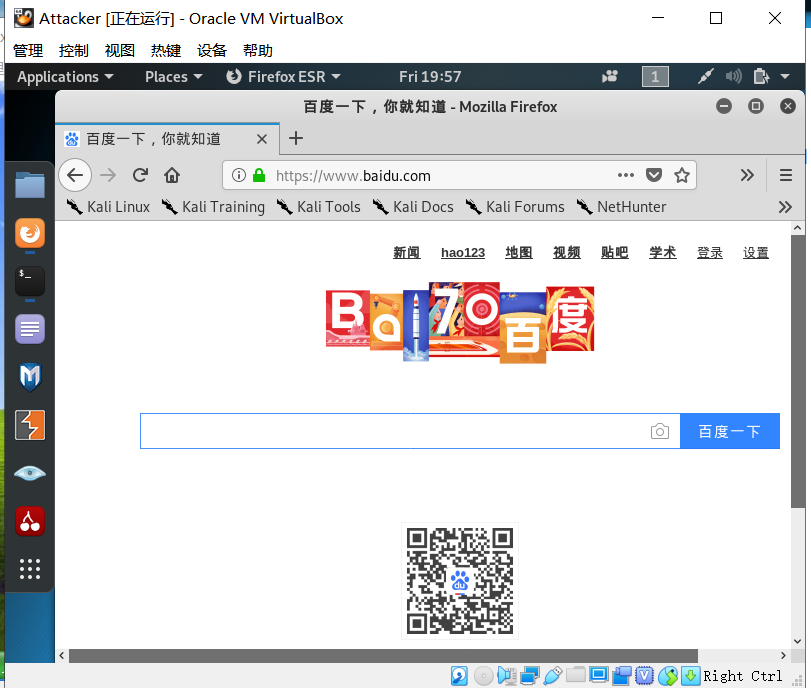 Attacker [正在运行] - Oracle VM VirtualBox
管理 控制 视图 热键 设备 帮助
Applications Places Firefox ESR Fri 19:57 1
百度一下，你就知道 - Mozilla Firefox
百度一下，你就知道
https://www.baidu.com
Kali Linux Kali Training Kali Tools Kali Docs Kali Forums NetHunter
新闻 hao123 地图 视频 贴吧 学术 登录 设置
Bai 70 百度
百度一下
du
Right Ctrl